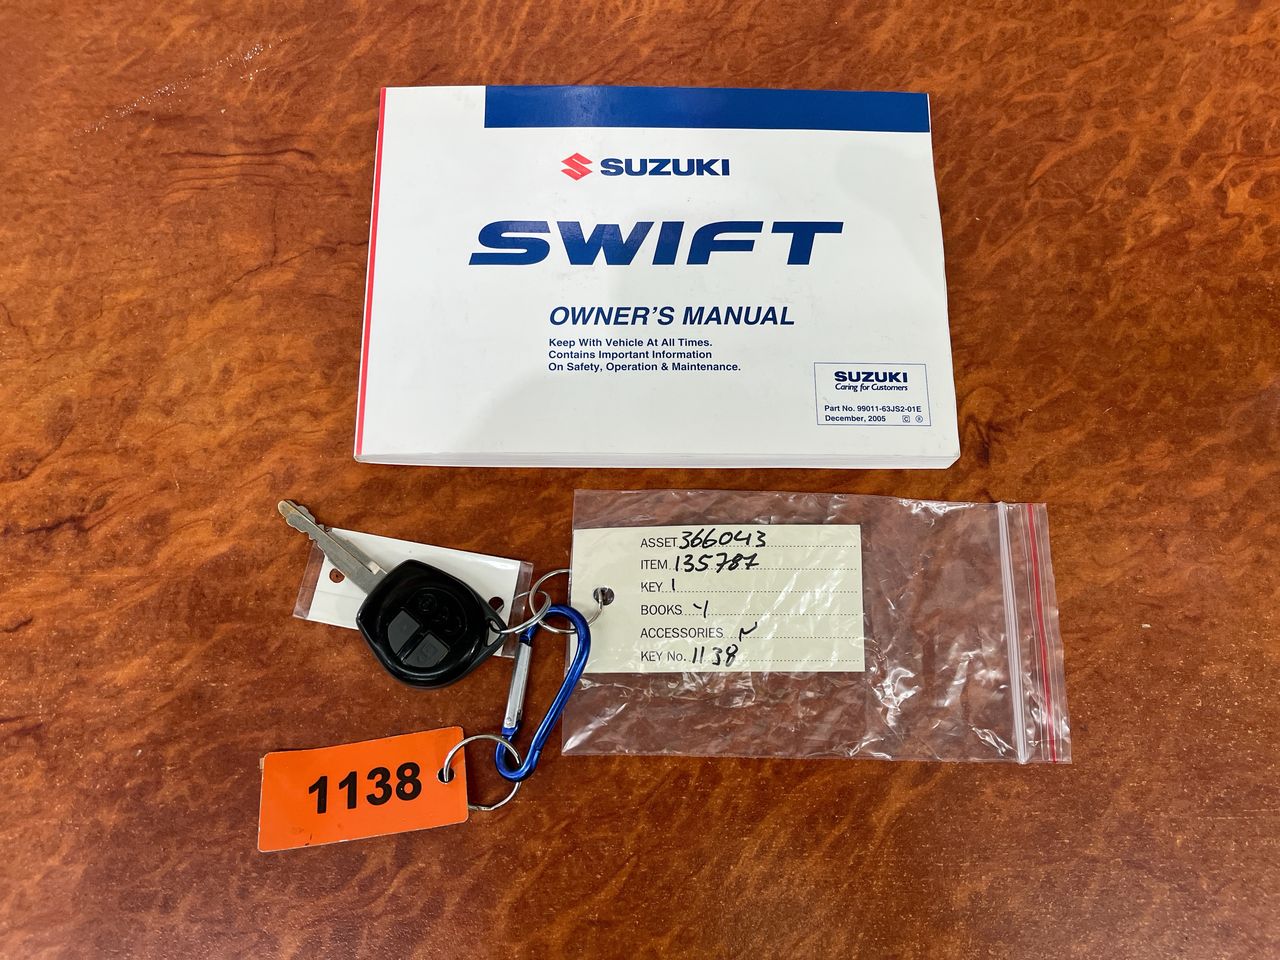 SUZUKI
SWIFT
OWNER'S MANUAL
Keep With Vehicle At All Times.
Contains Important Information
On Safety, Operation & Maintenance.
SUZUKI
Caring for Customers
Part No. 99011-63JS2-01E
December, 2005
ASSET 366043
ITEM 135787
KEY 1
BOOKS Y
ACCESSORIES N
KEY No. 1138
1138